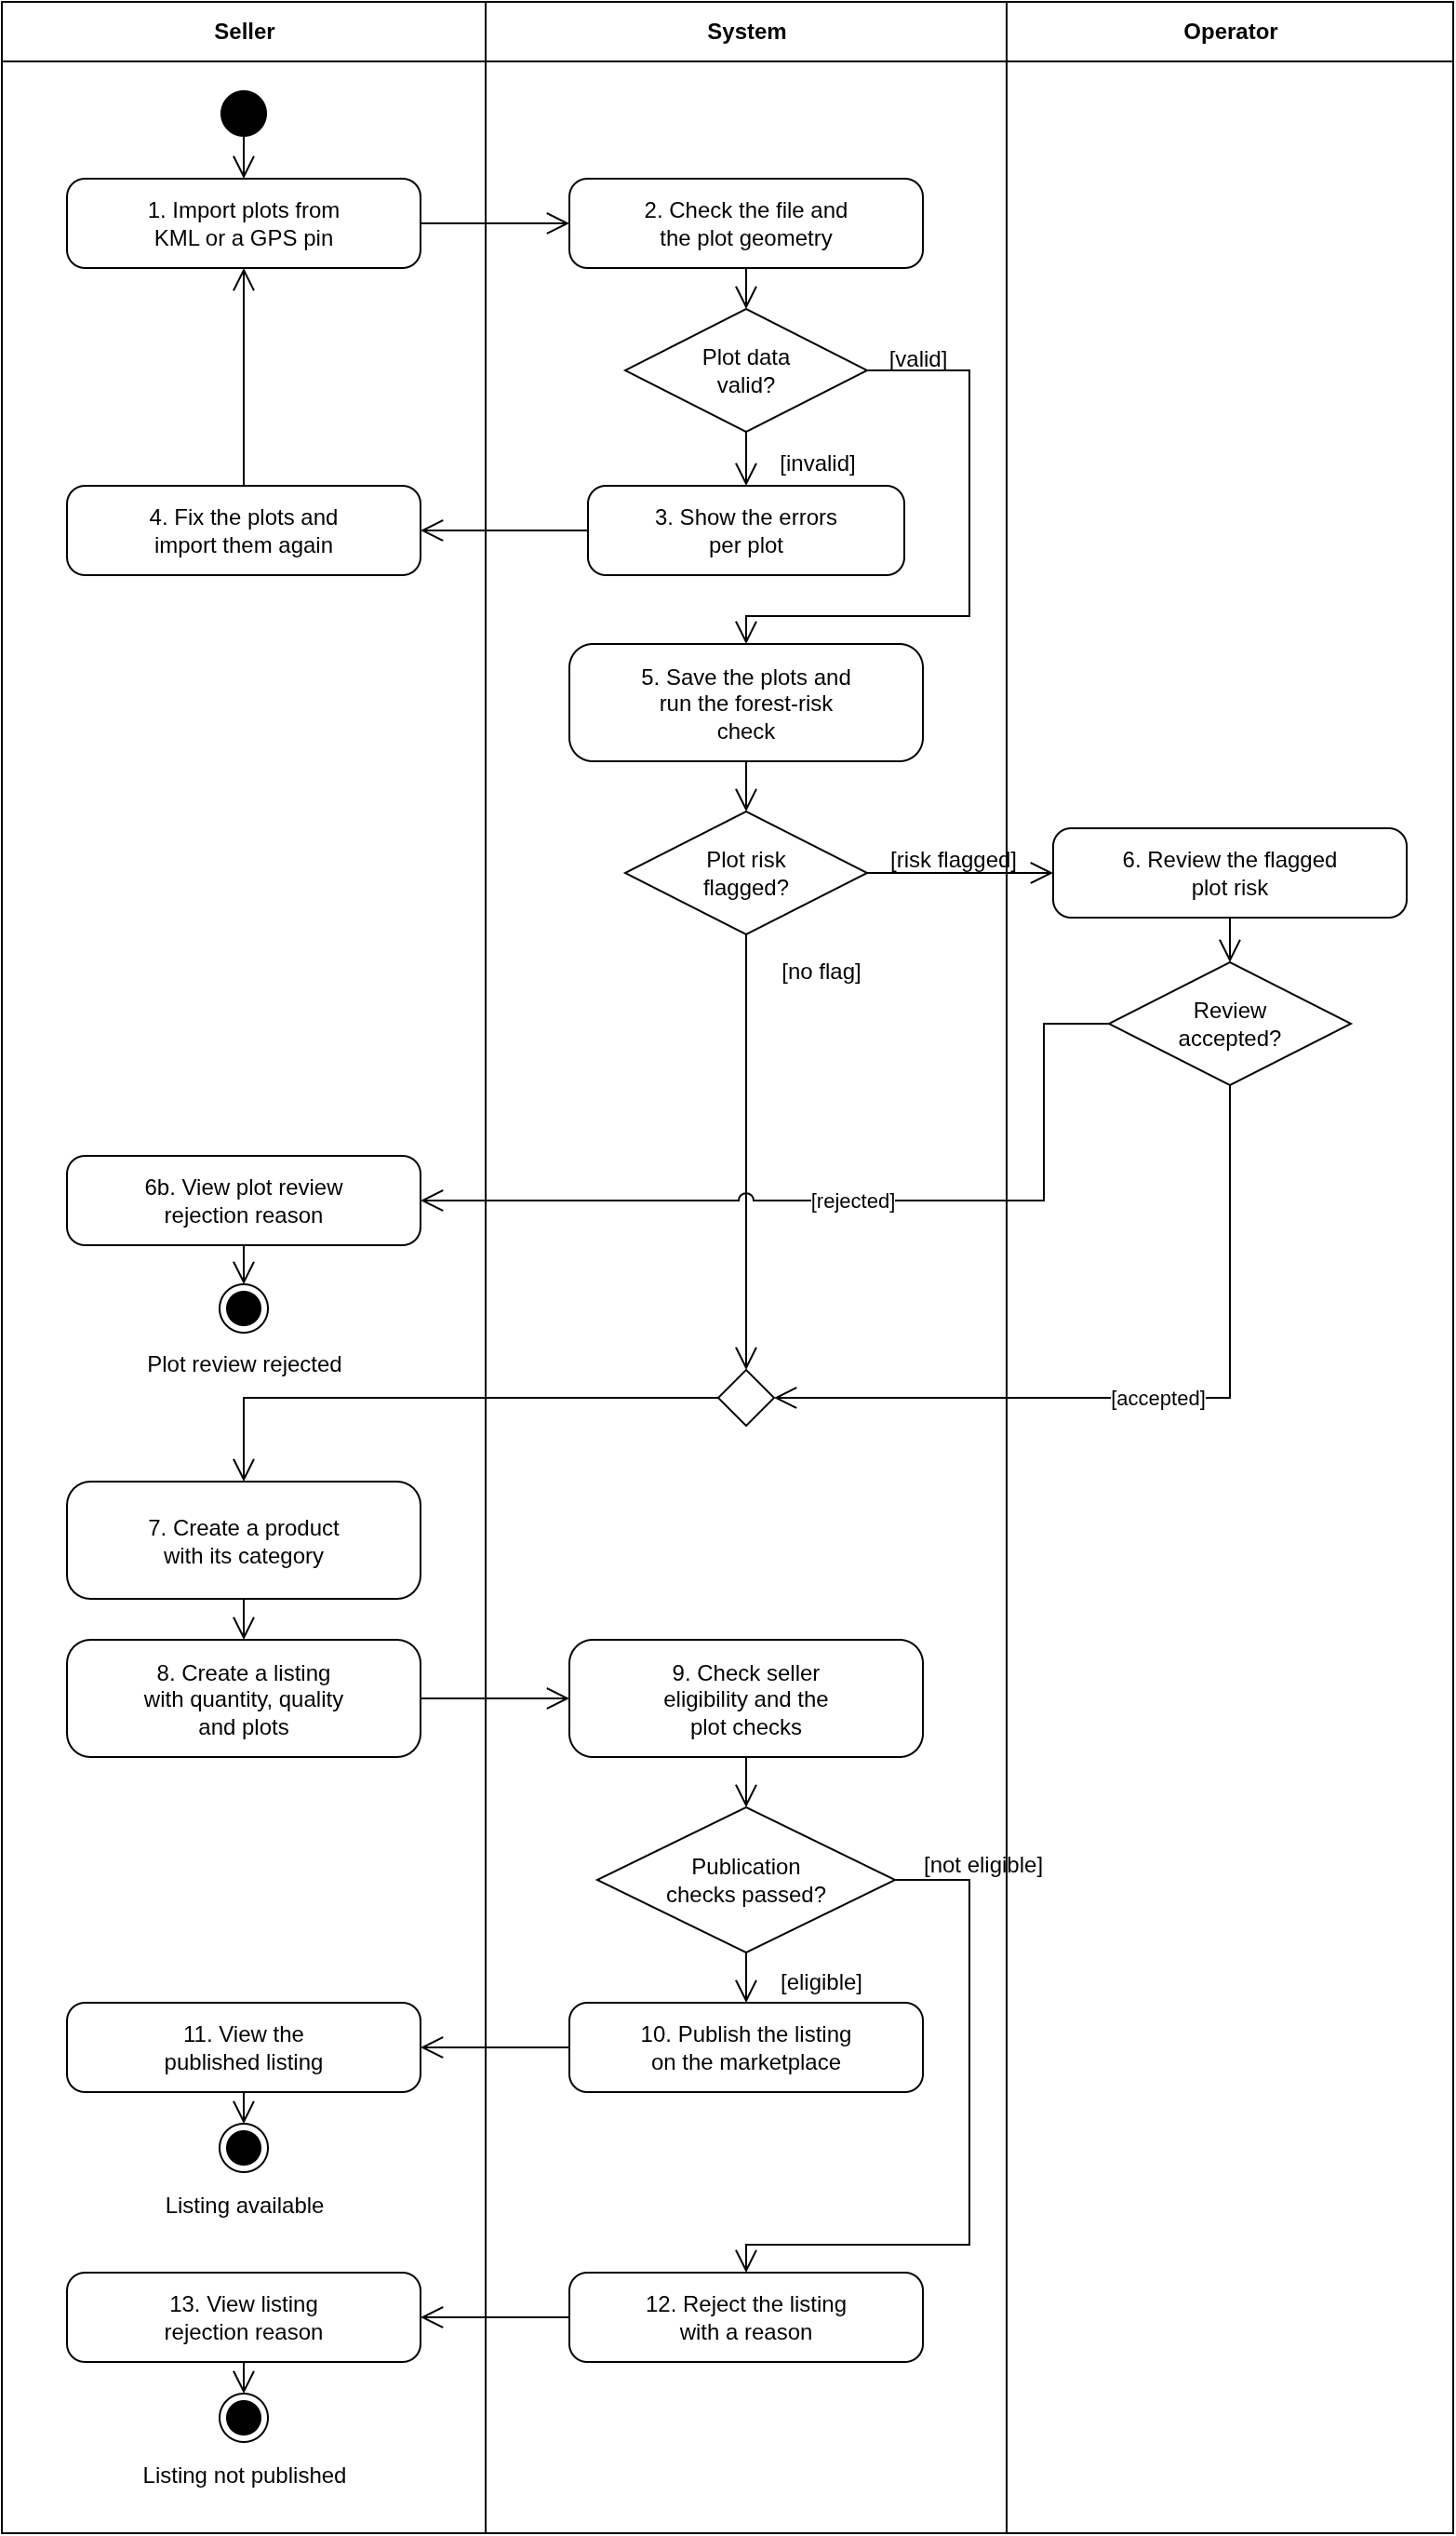 Seller
System
Operator
1. Import plots from
KML or a GPS pin
2. Check the file and
the plot geometry
Plot data
valid?
[valid]
[invalid]
4. Fix the plots and
import them again
3. Show the errors
per plot
5. Save the plots and
run the forest-risk
check
Plot risk
flagged?
[risk flagged]
6. Review the flagged
plot risk
[no flag]
Review
accepted?
6b. View plot review
rejection reason
[rejected]
Plot review rejected
[accepted]
7. Create a product
with its category
8. Create a listing
with quantity, quality
and plots
9. Check seller
eligibility and the
plot checks
Publication
checks passed?
[not eligible]
[eligible]
11. View the
published listing
10. Publish the listing
on the marketplace
Listing available
13. View listing
rejection reason
12. Reject the listing
with a reason
Listing not published